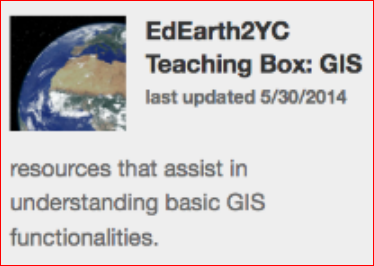 EdEarth2YC
Teaching Box: GIS
last updated 5/30/2014
resources that assist in
understanding basic GIS
functionalities.